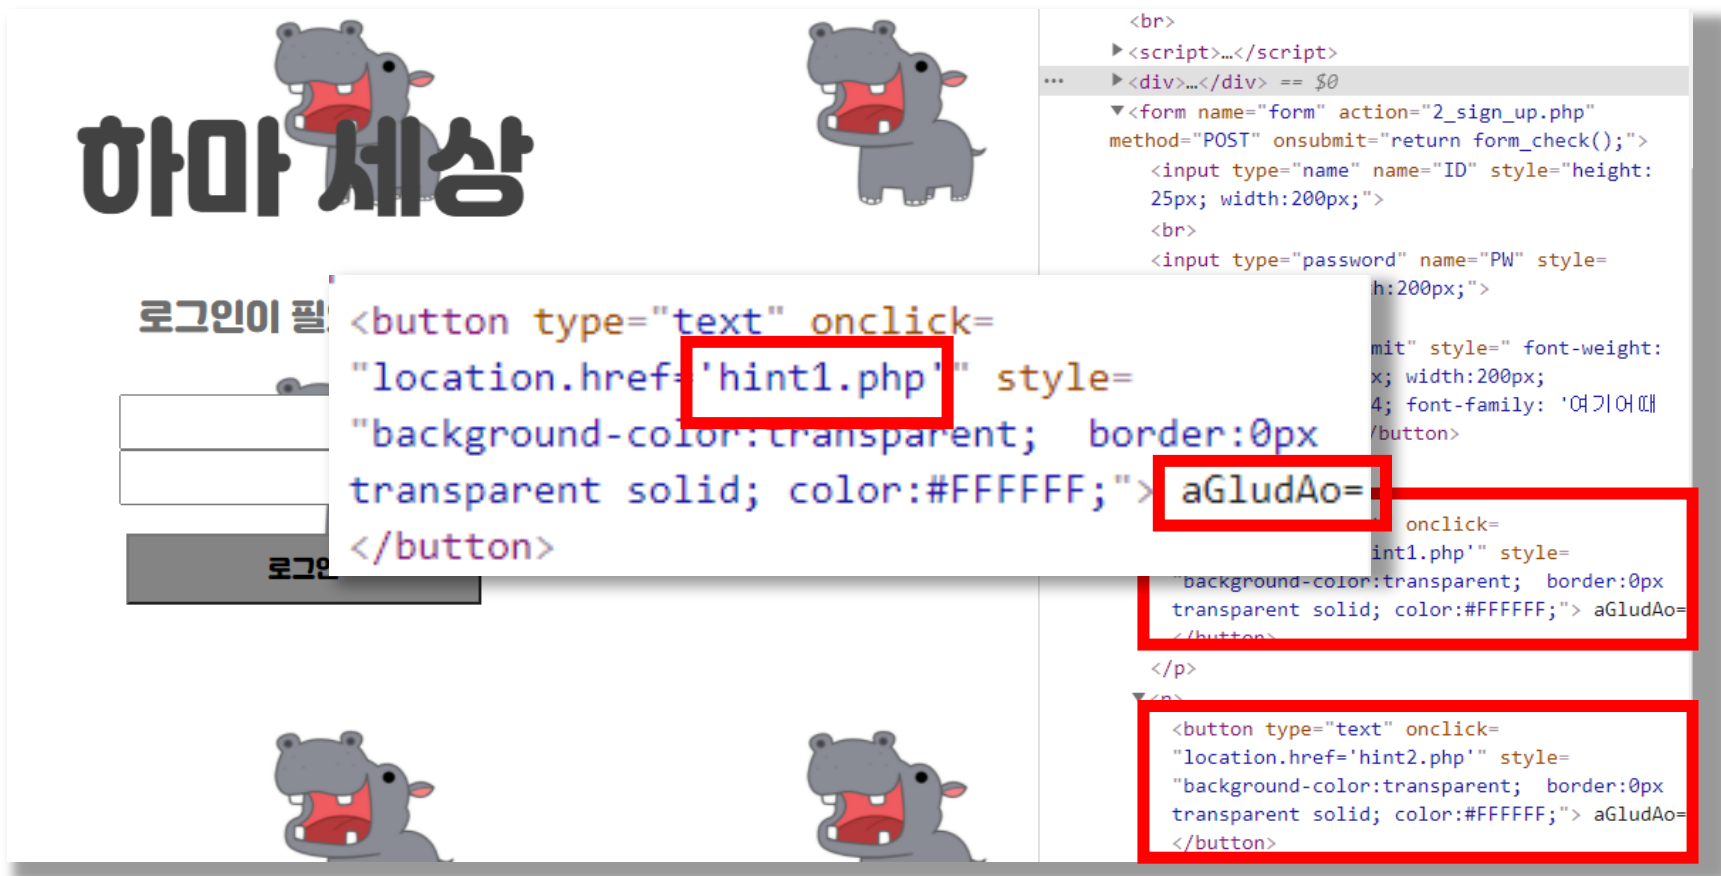 하마 세상
로그인이 필
로그인
<button type="text" onclick=
"location.href='hint1.php'" style=
"background-color:transparent;  border:0px
transparent solid; color:#FFFFFF;"> aGludAo=
</button>
<br>
<script>…</script>
<div>…</div> == $0
<form name="form" action="2_sign_up.php"
method="POST" onsubmit="return form_check();">
<input type="name" name="ID" style="height:
25px; width:200px;">
<br>
<input type="password" name="PW" style=
h:200px;">
mit" style=" font-weight:
x; width:200px;
4; font-family: '여기어때
/button>
onclick=
int1.php'" style=
"background-color:transparent;  border:0px
transparent solid; color:#FFFFFF;"> aGludAo=
</button>
</p>
<p>
<button type="text" onclick=
"location.href='hint2.php'" style=
"background-color:transparent;  border:0px
transparent solid; color:#FFFFFF;"> aGludAo=
</button>